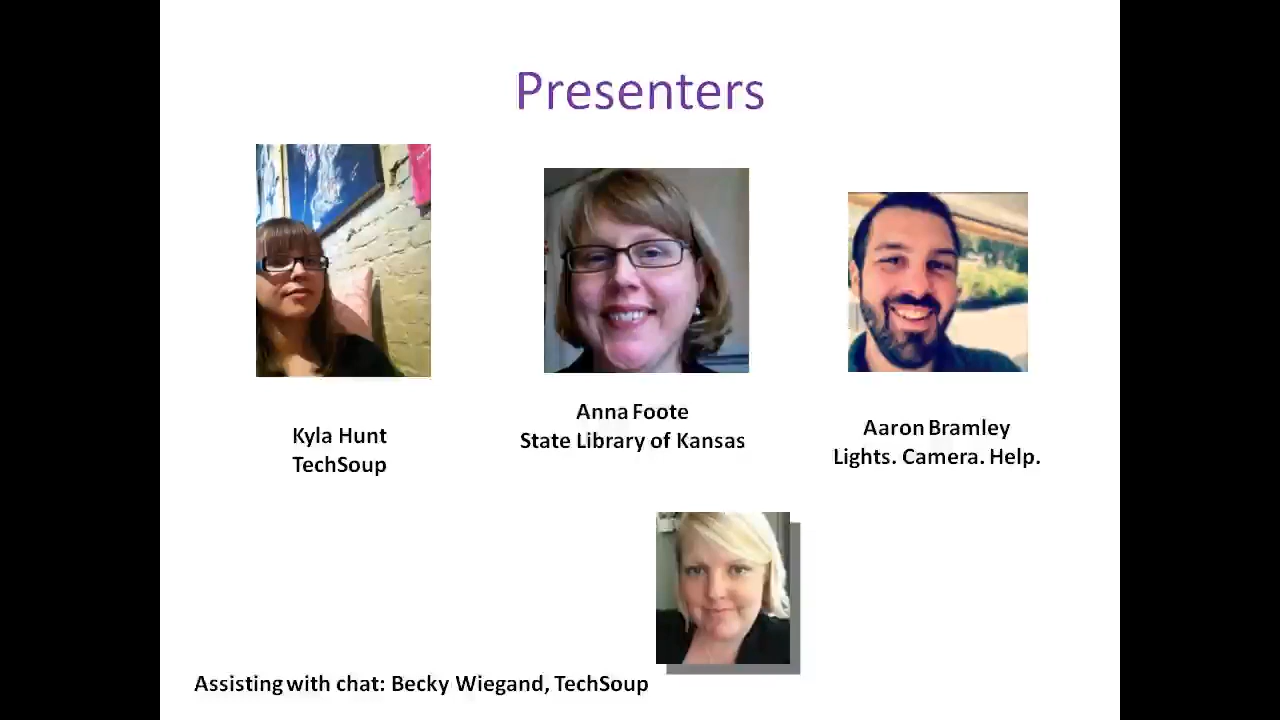 Presenters
Kyla Hunt
TechSoup
Anna Foote
State Library of Kansas
Aaron Bramley
Lights. Camera. Help.
Assisting with chat: Becky Wiegand, TechSoup